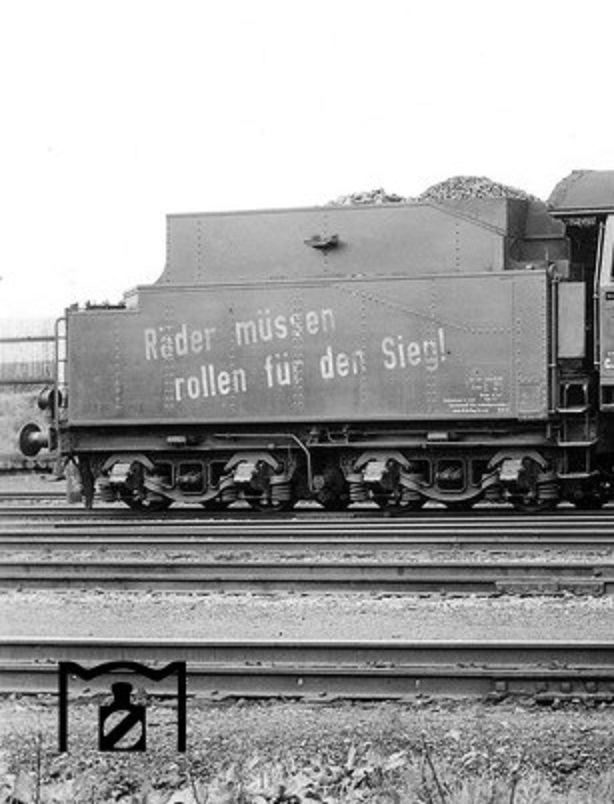 Räder müssen
rollen für den Sieg!